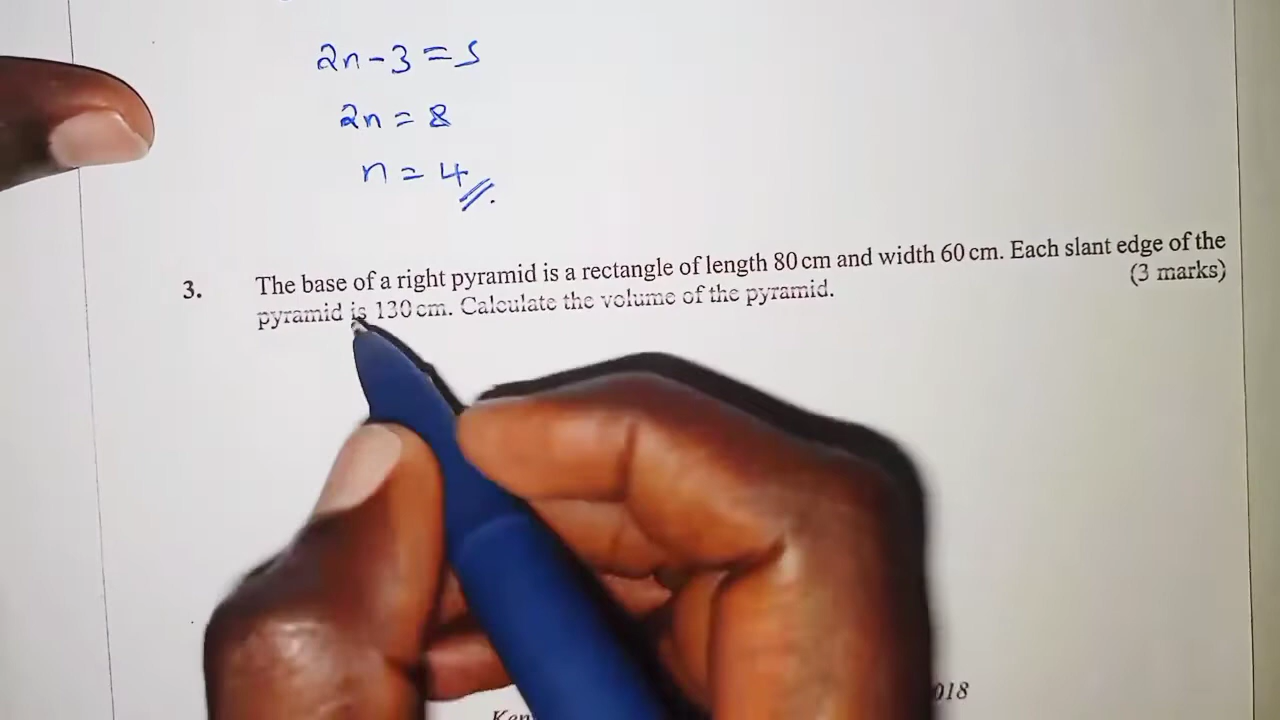 2n - 3 = 5
2n = 8
n = 4
3. The base of a right pyramid is a rectangle of length 80 cm and width 60 cm. Each slant edge of the
pyramid is 130 cm. Calculate the volume of the pyramid. (3 marks)